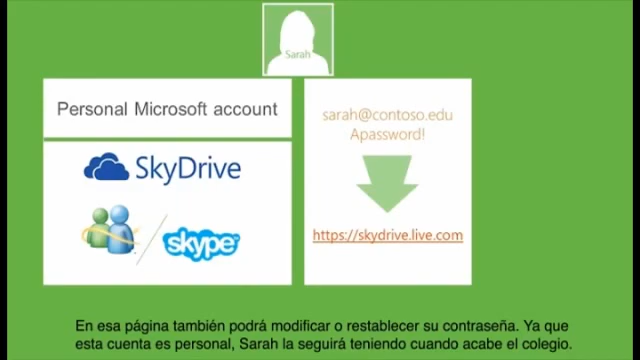 Sarah
Personal Microsoft account
SkyDrive
skype
sarah@contoso.edu
Apassword!
https://skydrive.live.com
En esa página también podrá modificar o restablecer su contraseña. Ya que
esta cuenta es personal, Sarah la seguirá teniendo cuando acabe el colegio.